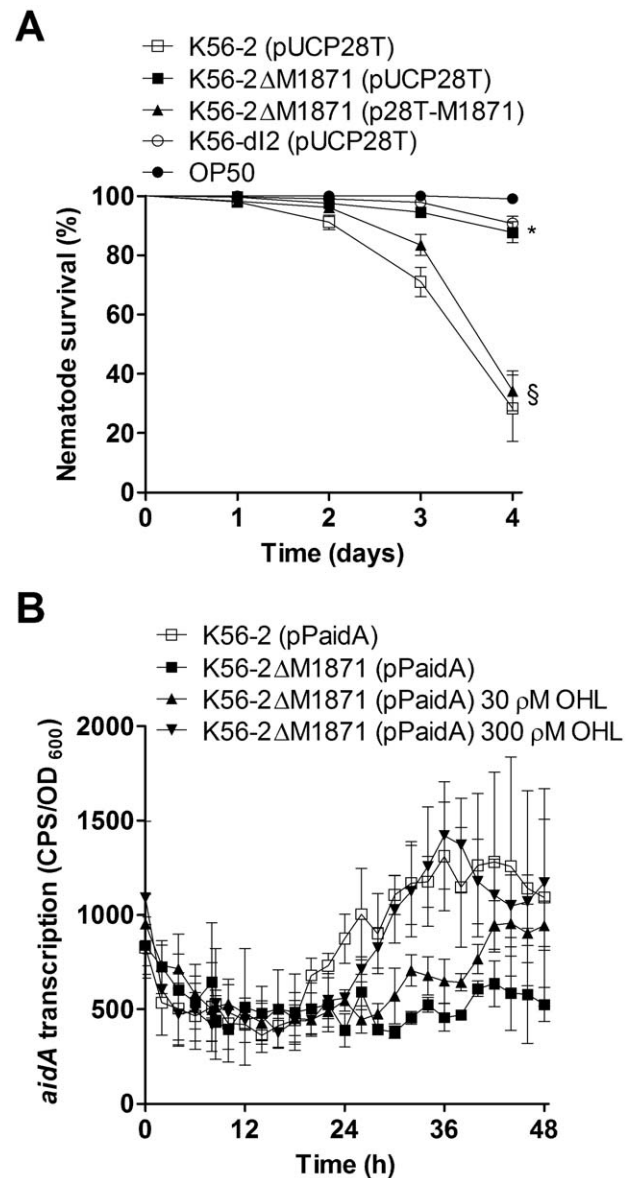 A
K56-2 (pUCP28T)
K56-2ΔM1871 (pUCP28T)
K56-2ΔM1871 (p28T-M1871)
K56-dI2 (pUCP28T)
OP50
Nematode survival (%)
100
80
60
40
20
0
*
§
0 1 2 3 4
Time (days)
B
K56-2 (pPaidA)
K56-2ΔM1871 (pPaidA)
K56-2ΔM1871 (pPaidA) 30 ρM OHL
K56-2ΔM1871 (pPaidA) 300 ρM OHL
aidA transcription (CPS/OD600)
2000
1500
1000
500
0
0 12 24 36 48
Time (h)